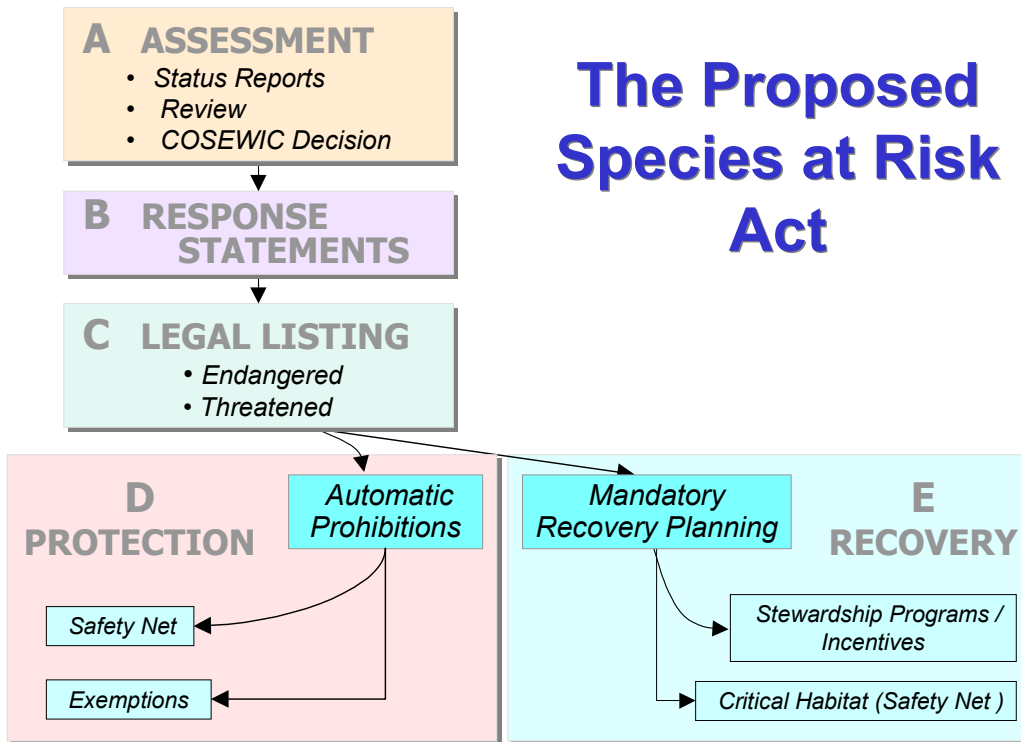 The Proposed
Species at Risk
Act
A ASSESSMENT
• Status Reports
• Review
• COSEWIC Decision
B RESPONSE
STATEMENTS
C LEGAL LISTING
• Endangered
• Threatened
D
PROTECTION
Automatic
Prohibitions
Safety Net
Exemptions
Mandatory
Recovery Planning
E
RECOVERY
Stewardship Programs /
Incentives
Critical Habitat (Safety Net )